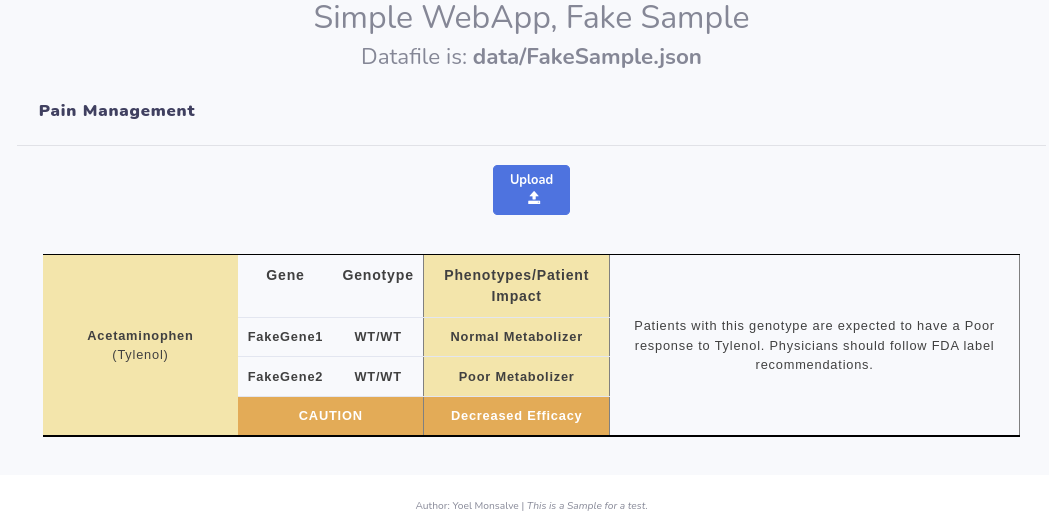 Simple WebApp, Fake Sample
Datafile is: data/FakeSample.json
Pain Management
Upload
Acetaminophen
(Tylenol)
Gene Genotype
Phenotypes/Patient
Impact
FakeGene1 WT/WT Normal Metabolizer
FakeGene2 WT/WT Poor Metabolizer
CAUTION Decreased Efficacy
Patients with this genotype are expected to have a Poor
response to Tylenol. Physicians should follow FDA label
recommendations.
Author: Yoel Monsalve | This is a Sample for a test.